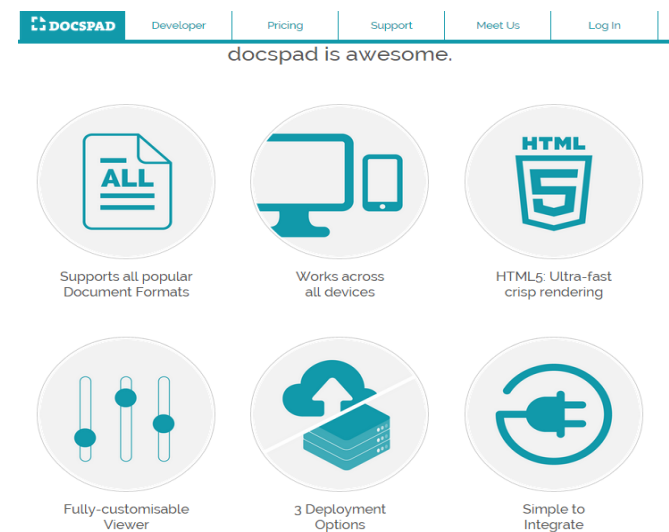 DOCSPAD Developer Pricing Support Meet Us Log In
docspad is awesome.
ALL
HTML
5
Supports all popular
Document Formats
Works across
all devices
HTML5: Ultra-fast
crisp rendering
Fully-customisable
Viewer
3 Deployment
Options
Simple to
Integrate